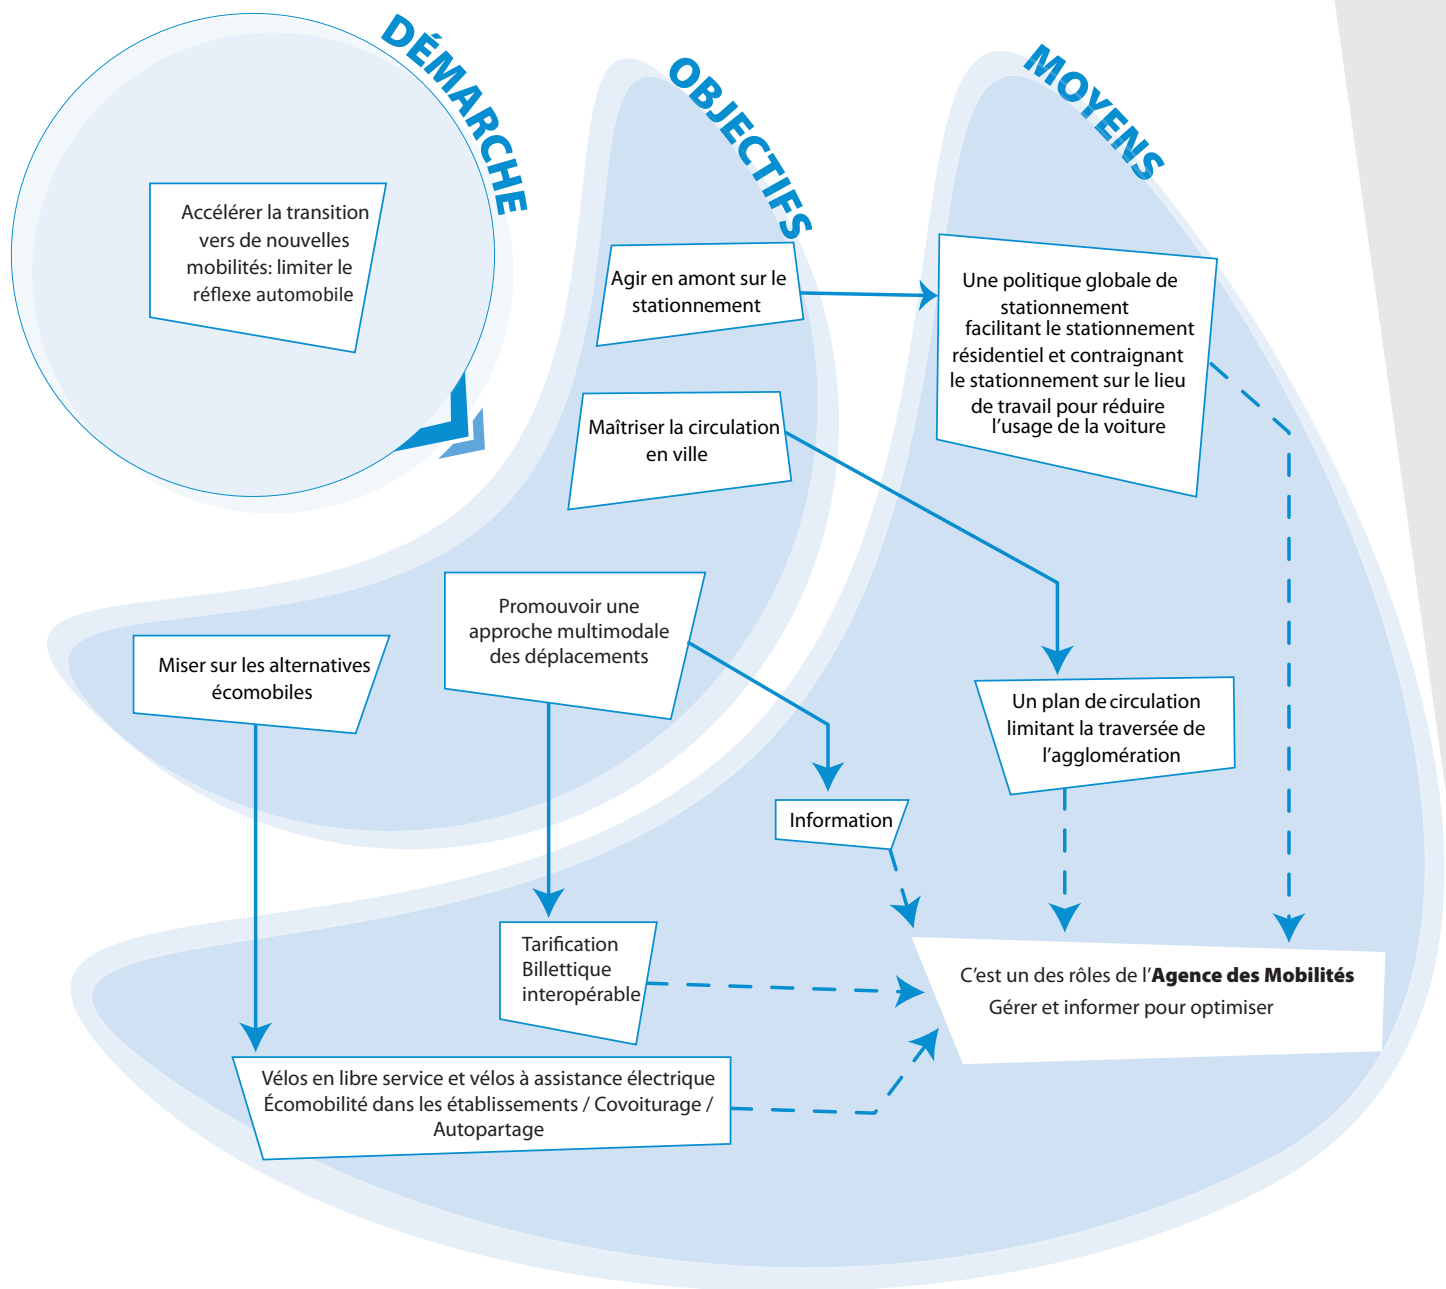 DÉMARCHE
Accélérer la transition
vers de nouvelles
mobilités: limiter le
réflexe automobile
OBJECTIFS
Agir en amont sur le
stationnement
Maîtriser la circulation
en ville
Promouvoir une
approche multimodale
des déplacements
Miser sur les alternatives
écomobiles
MOYENS
Une politique globale de
stationnement
facilitant le stationnement
résidentiel et contraignant
le stationnement sur le lieu
de travail pour réduire
l'usage de la voiture
Un plan de circulation
limitant la traversée de
l'agglomération
Information
Tarification
Billettique
interopérable
C'est un des rôles de l'Agence des Mobilités
Gérer et informer pour optimiser
Vélos en libre service et vélos à assistance électrique
Écomobilité dans les établissements / Covoiturage /
Autopartage